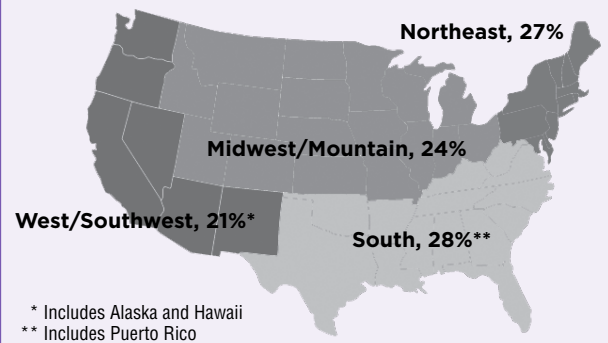 Northeast, 27%
Midwest/Mountain, 24%
West/Southwest, 21%*
South, 28%**
* Includes Alaska and Hawaii
** Includes Puerto Rico